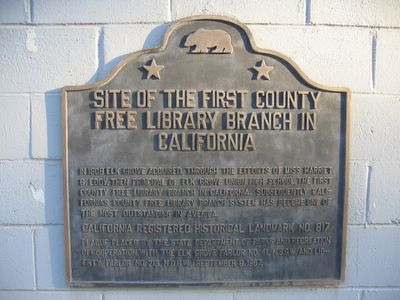 SITE OF THE FIRST COUNTY
FREE LIBRARY BRANCH IN
CALIFORNIA
IN 1908 ELK GROVE ACQUIRED, THROUGH THE EFFORTS OF MISS HARRIET
G. EDDY, THEN PRINCIPAL OF ELK GROVE UNION HIGH SCHOOL, THE FIRST
COUNTY FREE LIBRARY BRANCH IN CALIFORNIA. SUBSEQUENTLY CALI-
FORNIA'S COUNTY FREE LIBRARY BRANCH SYSTEM HAS BECOME ONE OF
THE MOST OUTSTANDING IN AMERICA.
CALIFORNIA REGISTERED HISTORICAL LANDMARK NO. 817
PLAQUE PLACED BY THE STATE DEPARTMENT OF PARKS AND RECREATION
IN COOPERATION WITH THE ELK GROVE PARLOR NO. 41, N.S.G.W. AND LIB-
ERTY PARLOR NO. 213, N.D.G.W., SEPTEMBER 9, 1967.